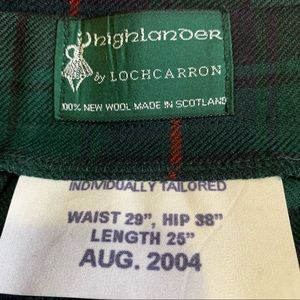 highlander
by LOCHCARRON
100% NEW WOOL MADE IN SCOTLAND
INDIVIDUALLY TAILORED
WAIST 29", HIP 38"
LENGTH 25"
AUG. 2004